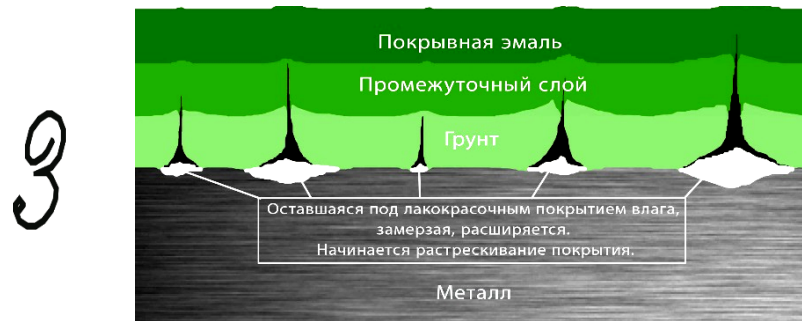 3
Покрывная эмаль
Промежуточный слой
Грунт
Оставшаяся под лакокрасочным покрытием влага,
замерзая, расширяется.
Начинается растрескивание покрытия.
Металл